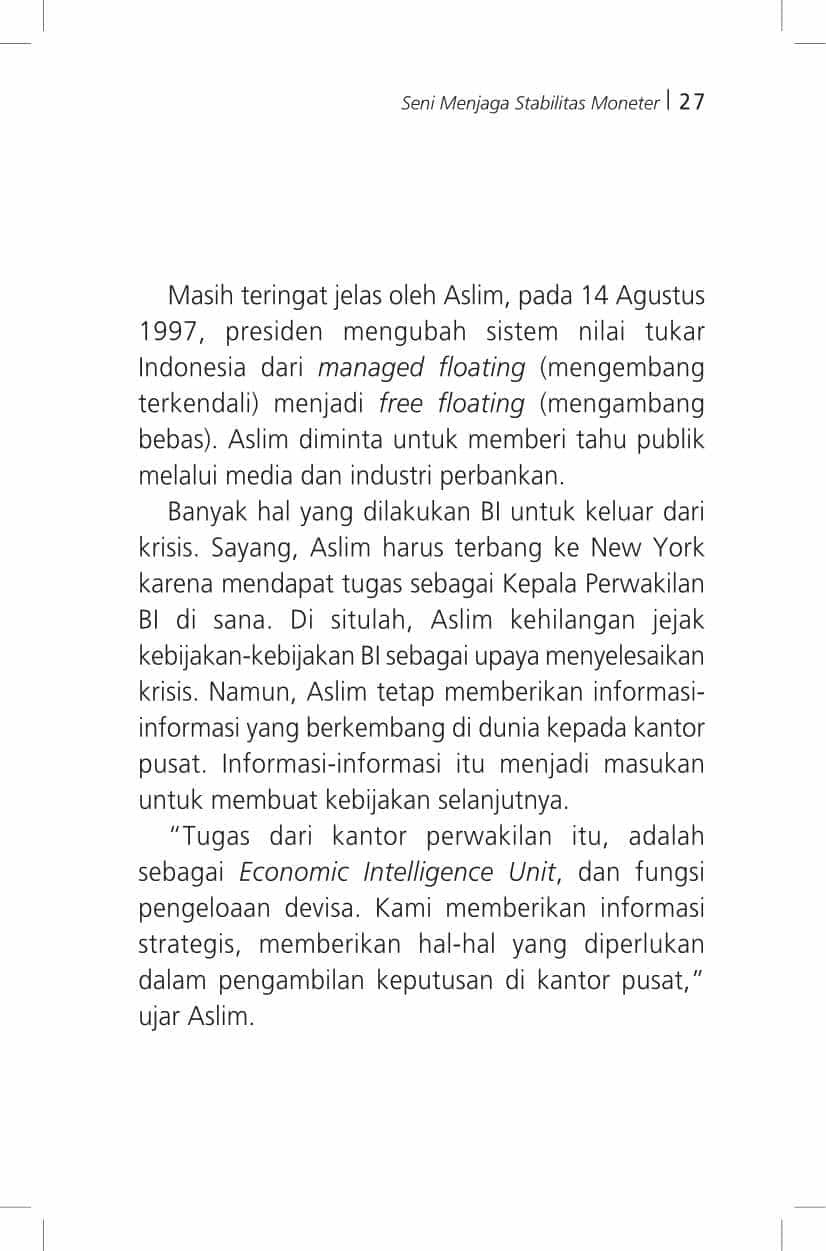 Seni Menjaga Stabilitas Moneter | 27
Masih teringat jelas oleh Aslim, pada 14 Agustus
1997, presiden mengubah sistem nilai tukar
Indonesia dari managed floating (mengembang
terkendali) menjadi free floating (mengambang
bebas). Aslim diminta untuk memberi tahu publik
melalui media dan industri perbankan.
Banyak hal yang dilakukan BI untuk keluar dari
krisis. Sayang, Aslim harus terbang ke New York
karena mendapat tugas sebagai Kepala Perwakilan
BI di sana. Di situlah, Aslim kehilangan jejak
kebijakan-kebijakan BI sebagai upaya menyelesaikan
krisis. Namun, Aslim tetap memberikan informasi-
informasi yang berkembang di dunia kepada kantor
pusat. Informasi-informasi itu menjadi masukan
untuk membuat kebijakan selanjutnya.
“Tugas dari kantor perwakilan itu, adalah
sebagai Economic Intelligence Unit, dan fungsi
pengeloaan devisa. Kami memberikan informasi
strategis, memberikan hal-hal yang diperlukan
dalam pengambilan keputusan di kantor pusat,”
ujar Aslim.